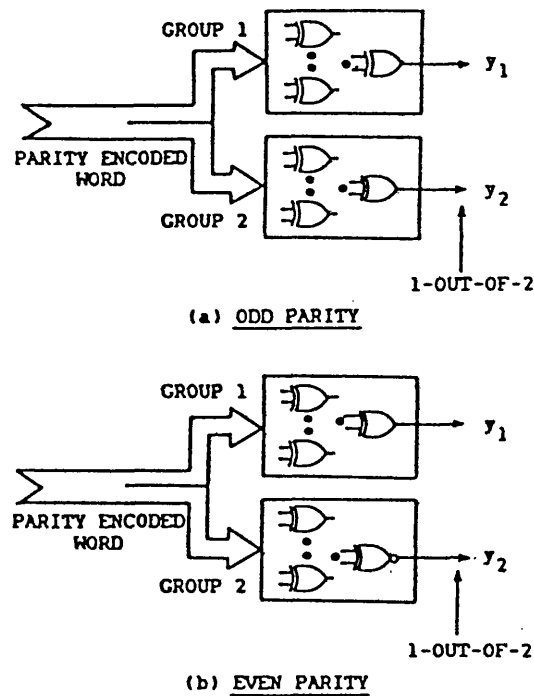 GROUP 1
y1
PARITY ENCODED
WORD
GROUP 2
y2
1-OUT-OF-2
(a) ODD PARITY
GROUP 1
y1
PARITY ENCODED
WORD
GROUP 2
y2
1-OUT-OF-2
(b) EVEN PARITY